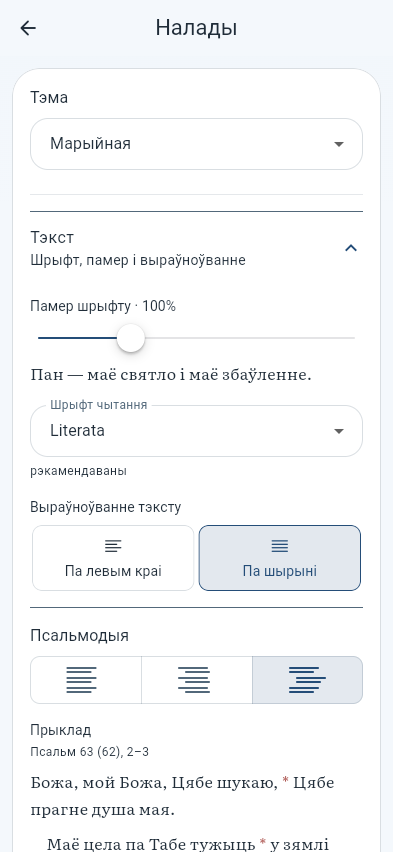 Налады
Тэма
Марыйная
Тэкст
Шрыфт, памер і выраўноўванне
Памер шрыфту · 100%
Пан — маё святло і маё збаўленне.
Шрыфт чытання
Literata
рэкамендаваны
Выраўноўванне тэксту
Па левым краі
Па шырыні
Псальмодыя
Прыклад
Псальм 63 (62), 2–3
Божа, мой Божа, Цябе шукаю, * Цябе
прагне душа мая.
Маё цела па Табе тужыць * у зямлі